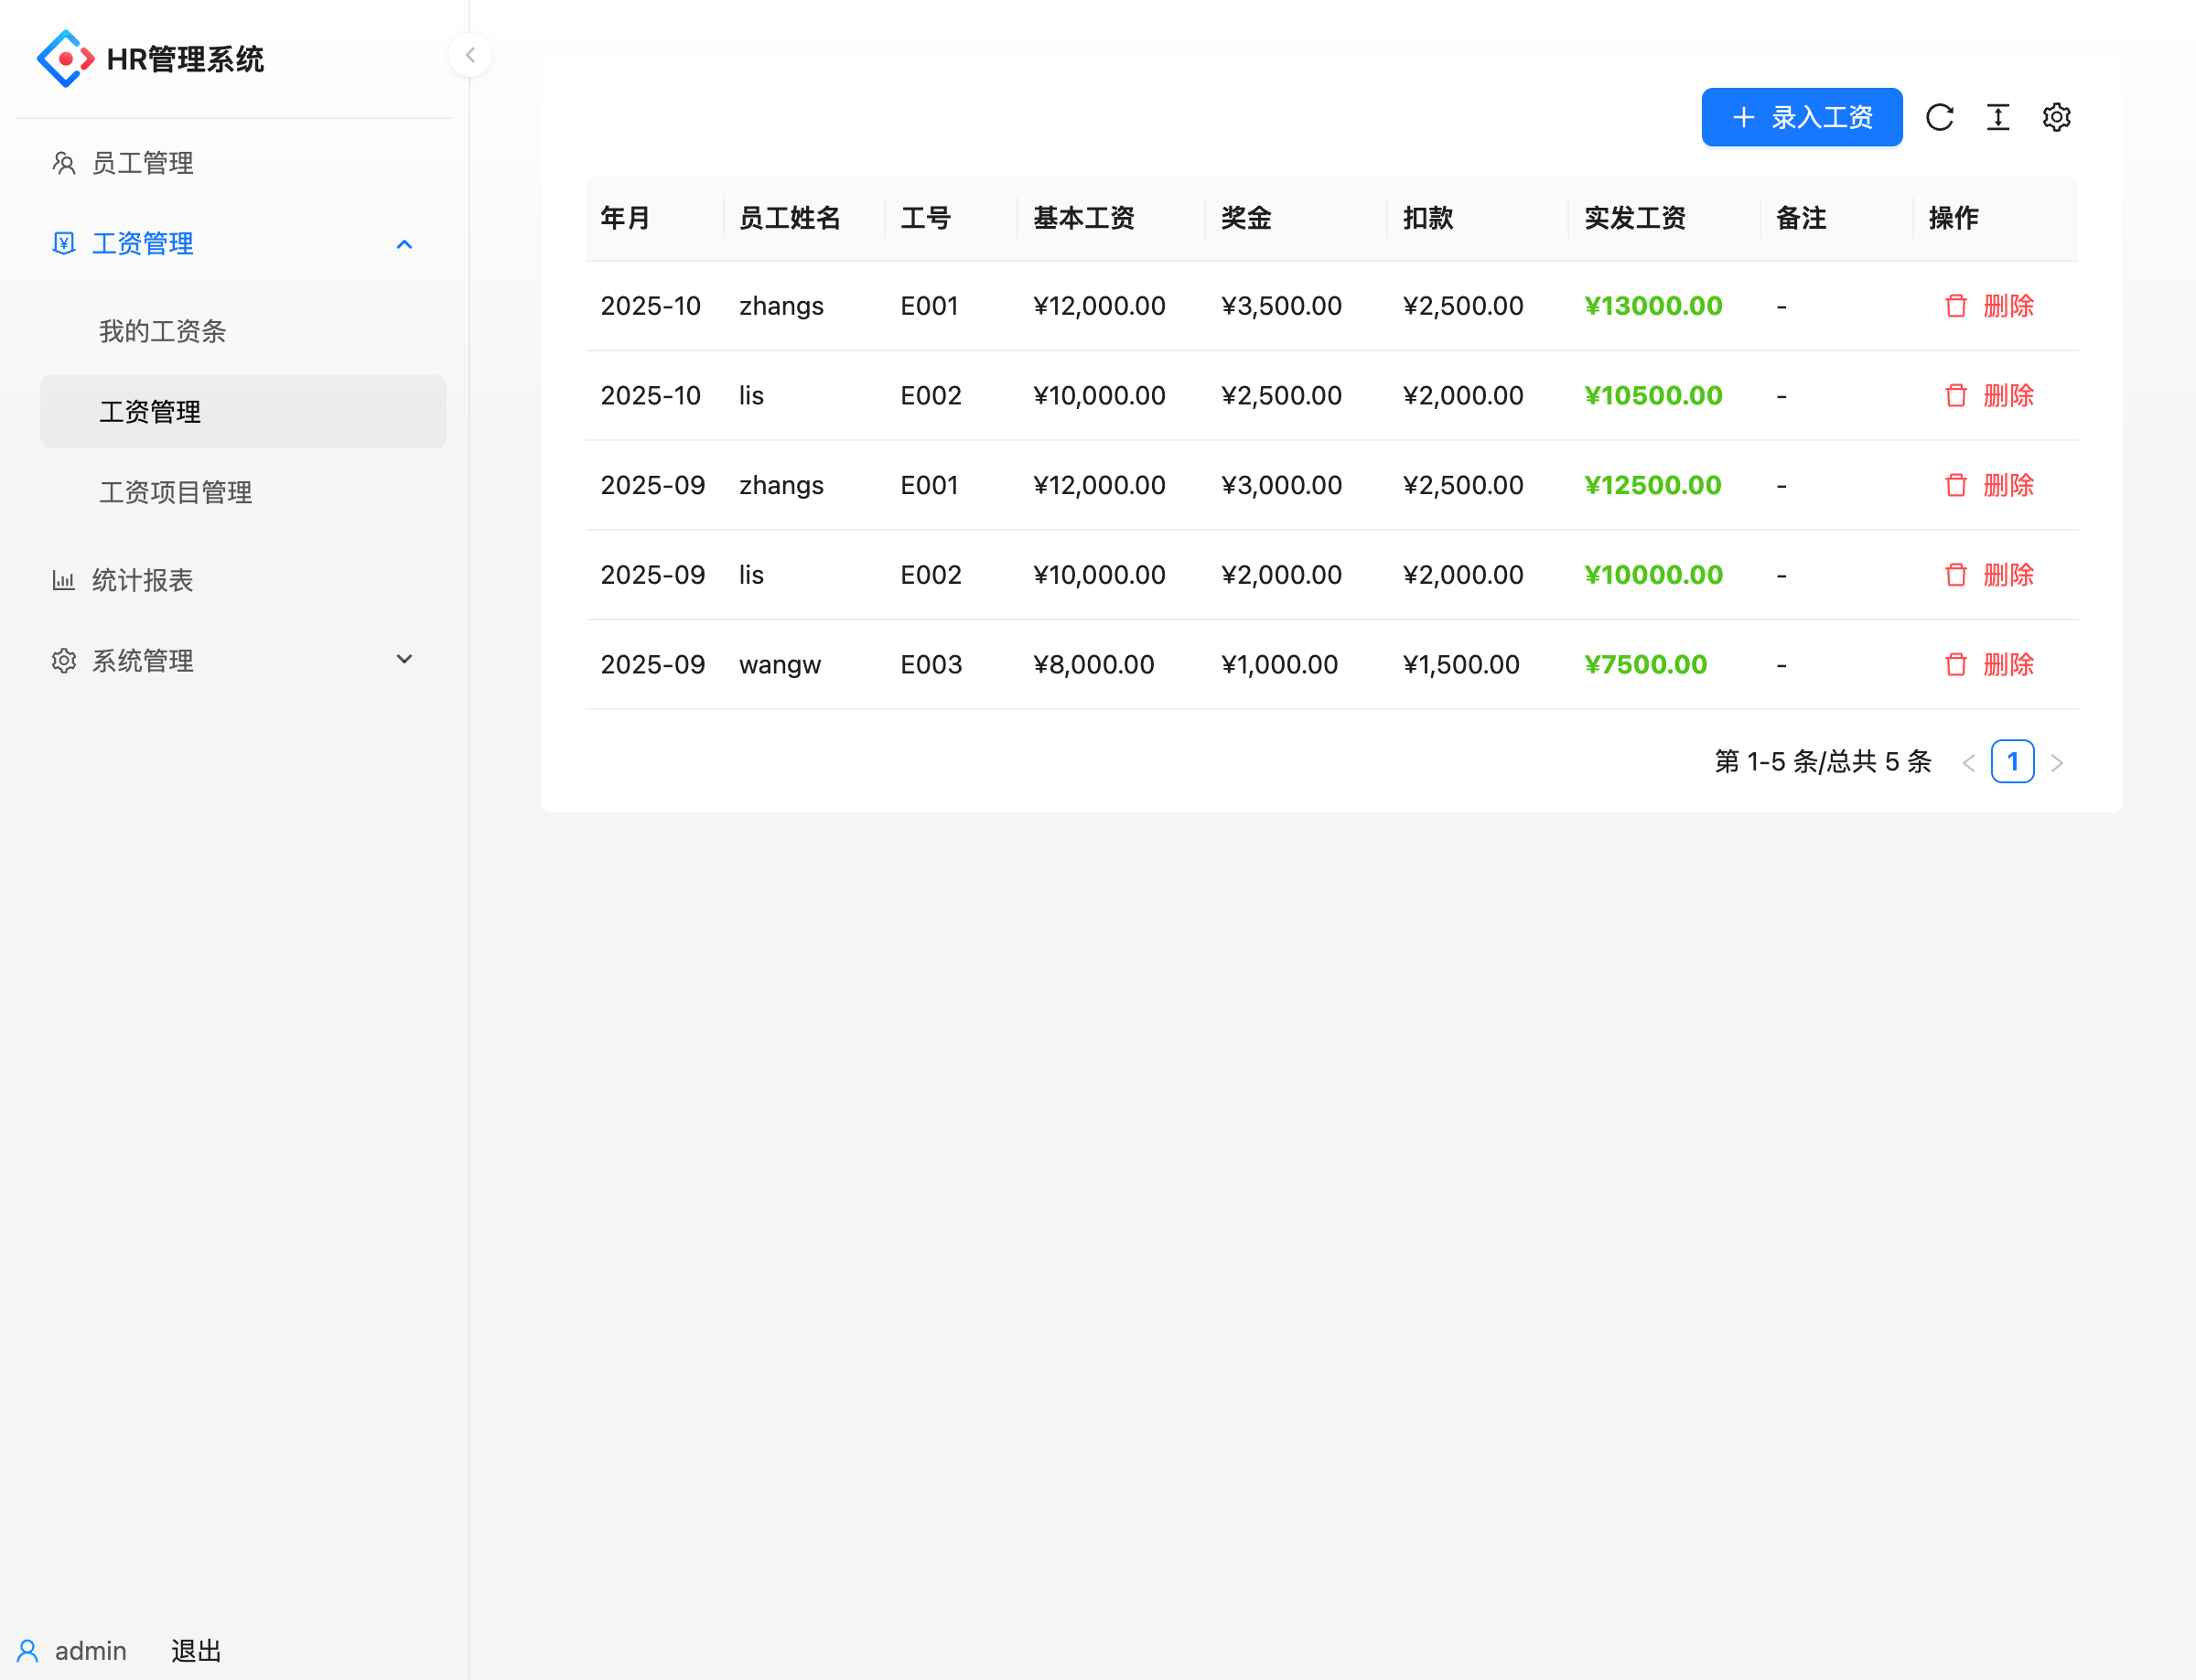 HR管理系统
员工管理
工资管理
我的工资条
工资管理
工资项目管理
统计报表
系统管理
admin 退出
录入工资
年月 员工姓名 工号 基本工资 奖金 扣款 实发工资 备注 操作
2025-10 zhangs E001 ¥12,000.00 ¥3,500.00 ¥2,500.00 ¥13000.00 - 删除
2025-10 lis E002 ¥10,000.00 ¥2,500.00 ¥2,000.00 ¥10500.00 - 删除
2025-09 zhangs E001 ¥12,000.00 ¥3,000.00 ¥2,500.00 ¥12500.00 - 删除
2025-09 lis E002 ¥10,000.00 ¥2,000.00 ¥2,000.00 ¥10000.00 - 删除
2025-09 wangw E003 ¥8,000.00 ¥1,000.00 ¥1,500.00 ¥7500.00 - 删除
第 1-5 条/总共 5 条 < 1 >